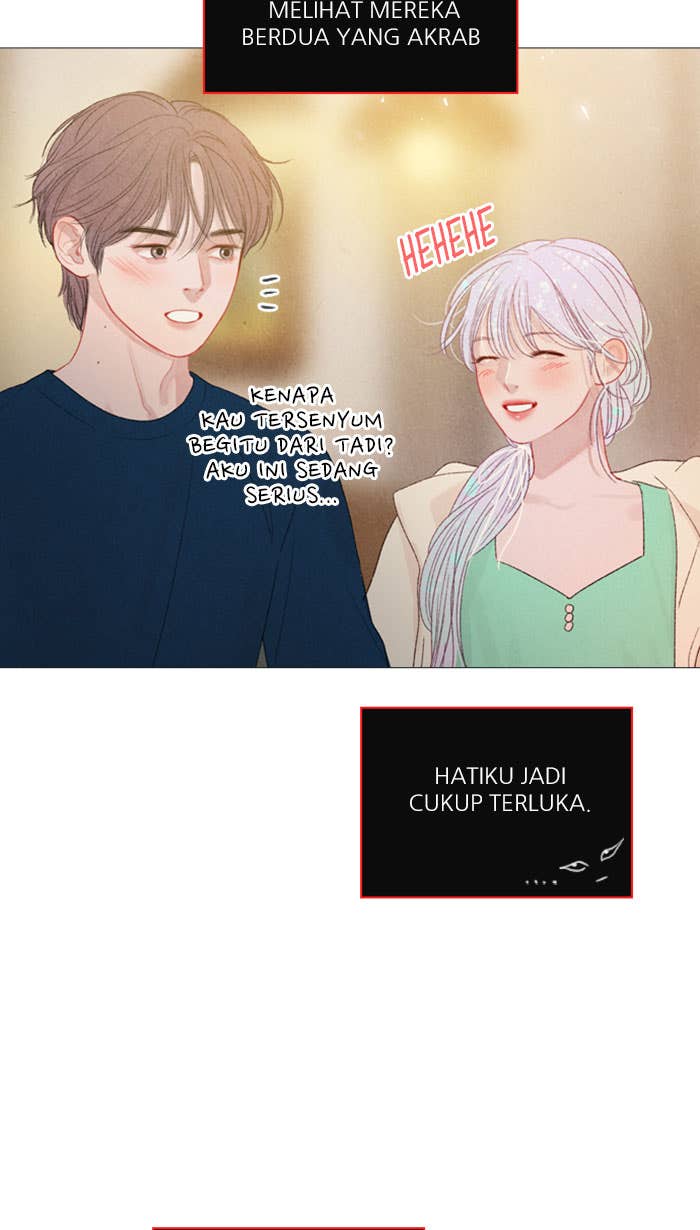 MELIHAT MEREKA
BERDUA YANG AKRAB
HEHEHE
KENAPA
KAU TERSENYUM
BEGITU DARI TADI?
AKU INI SEDANG
SERIUS...
HATIKU JADI
CUKUP TERLUKA.
....